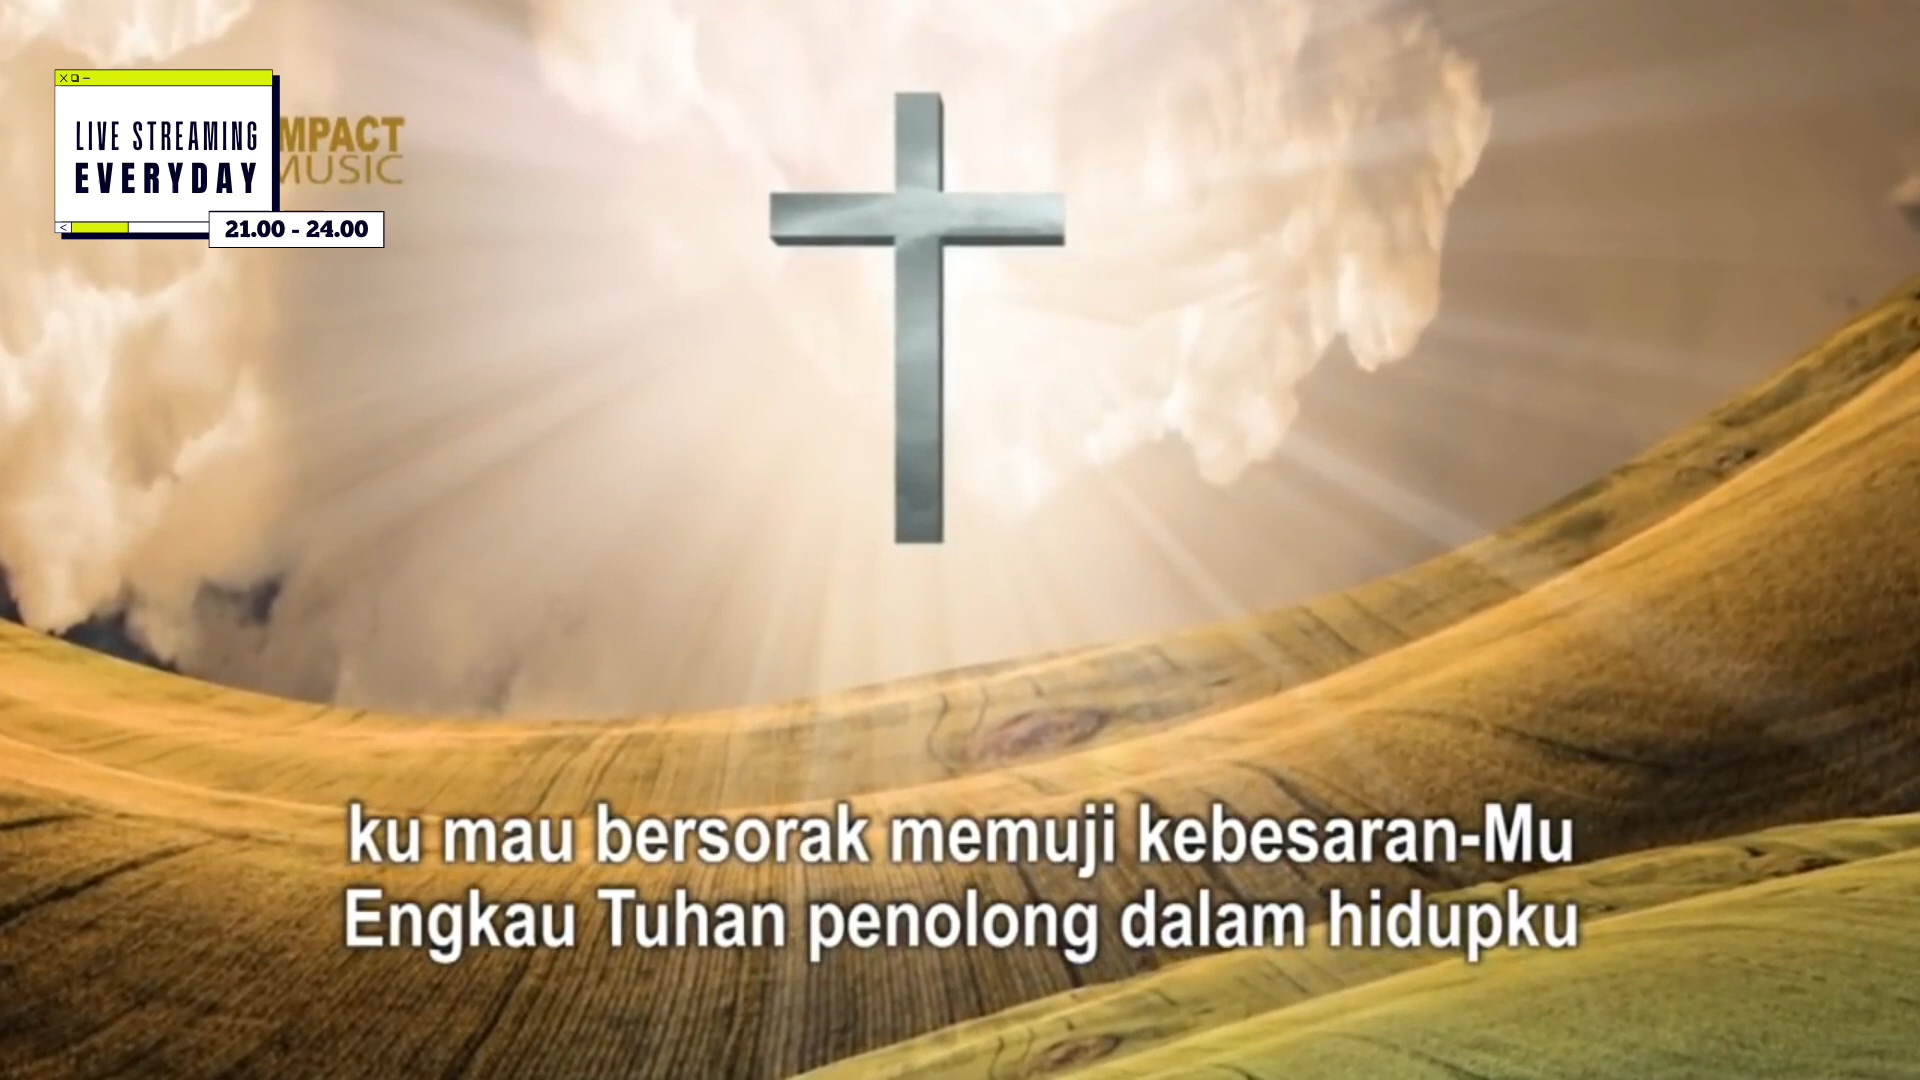 LIVE STREAMING
EVERYDAY
21.00 - 24.00
MPACT
MUSIC
ku mau bersorak memuji kebesaran-Mu
Engkau Tuhan penolong dalam hidupku